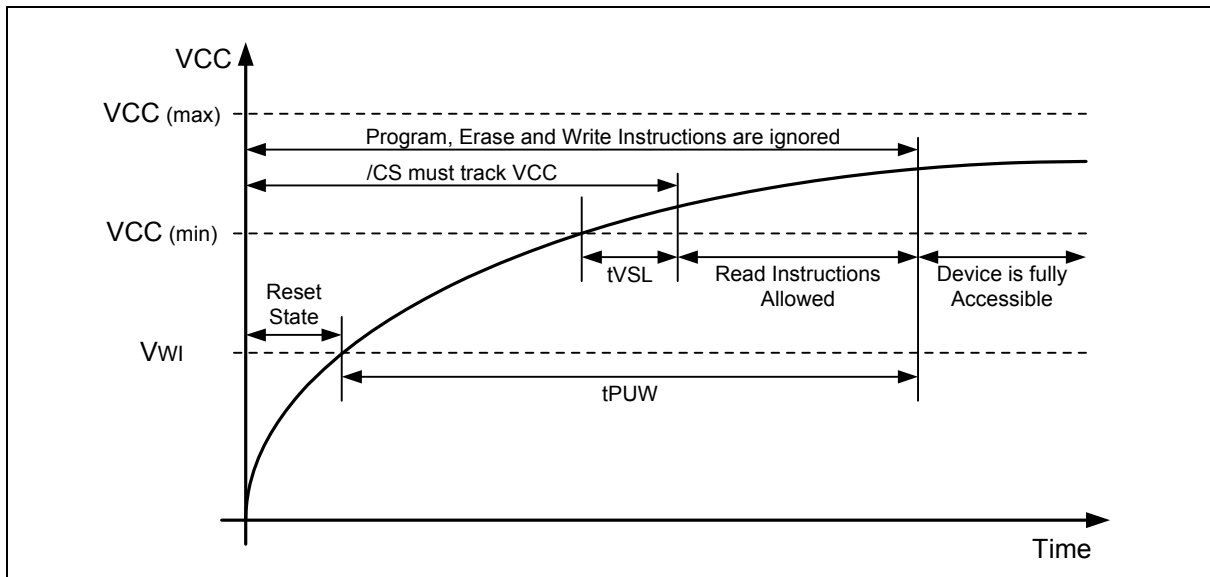 VCC
VCC (max)
Program, Erase and Write Instructions are ignored
/CS must track VCC
VCC (min)
tVSL
Read Instructions
Allowed
Device is fully
Accessible
Reset
State
VWI
tPUW
Time